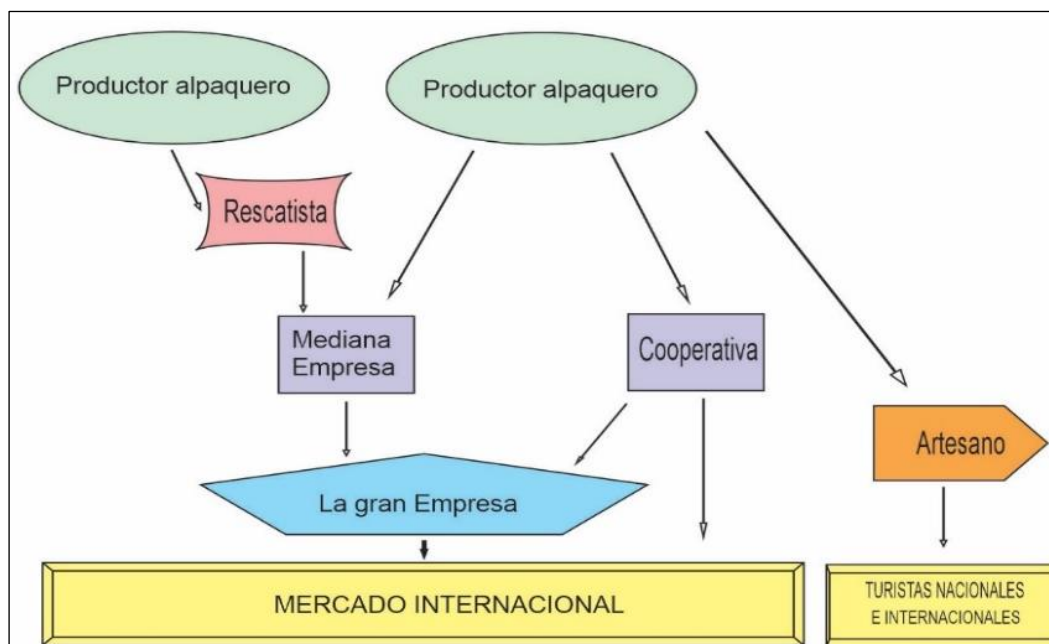 Productor alpaquero
Productor alpaquero
Rescatista
Mediana
Empresa
Cooperativa
Artesano
La gran Empresa
MERCADO INTERNACIONAL
TURISTAS NACIONALES
E INTERNACIONALES